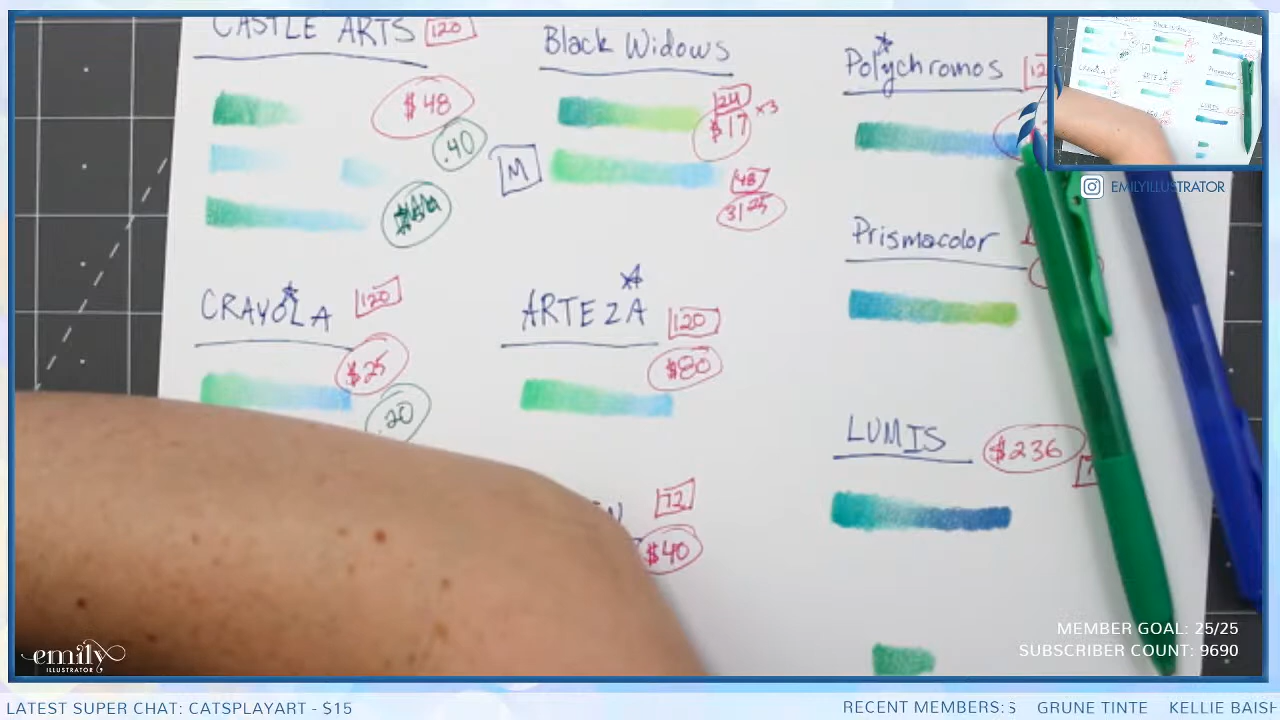 CASTLE ARTS 120
$48
.40
Black Widows
24
$17 x3
M
48
31 25
Polychromos
CRAYOLA 120
$25
.20
ARTEZA 120
$80
Prismacolor
LUMIS $236
72
$40
EMILYILLUSTRATOR
MEMBER GOAL: 25/25
SUBSCRIBER COUNT: 9690
emily
ILLUSTRATOR
LATEST SUPER CHAT: CATSPLAYART - $15
RECENT MEMBERS: S GRUNE TINTE KELLIE BAISH